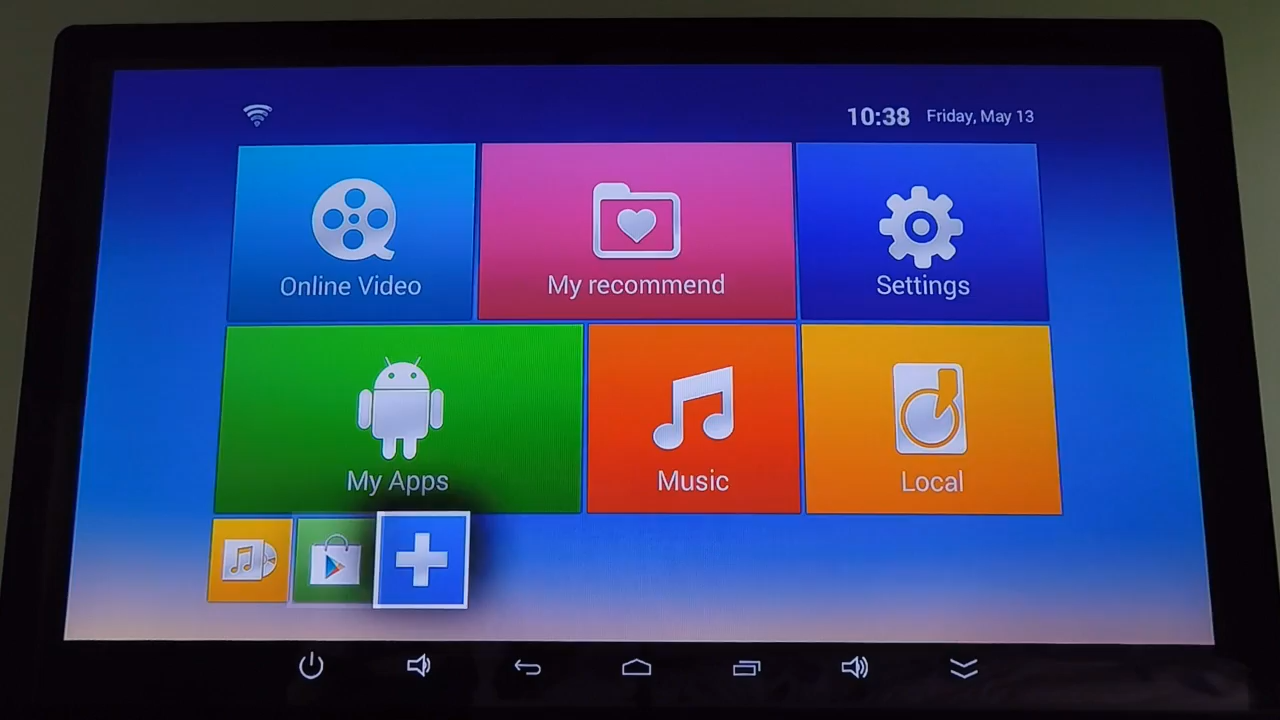 10:38 Friday, May 13
Online Video
My recommend
Settings
My Apps
Music
Local